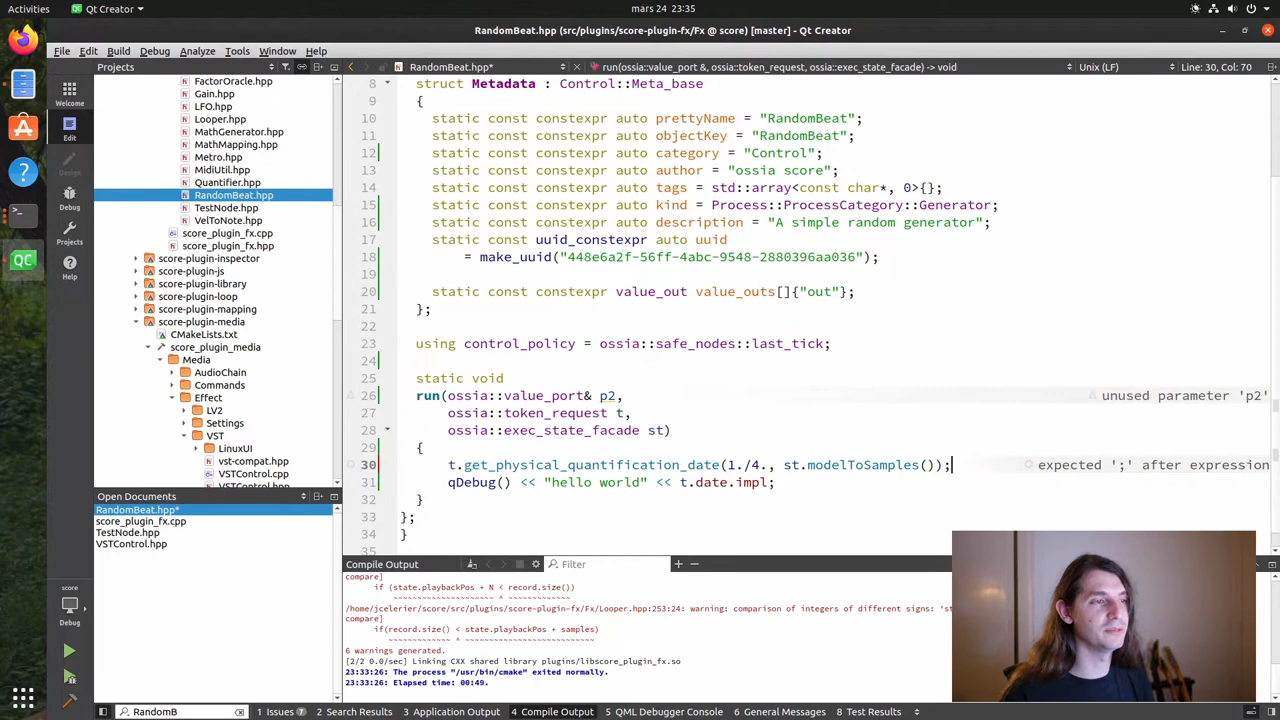 Activities
Qt Creator
mars 24 23:35
RandomBeat.hpp (src/plugins/score-plugin-fx/Fx @ score) [master] - Qt Creator
File Edit Build Debug Analyze Tools Window Help
Projects
RandomBeat.hpp*
run(ossia::value_port &, ossia::token_request, ossia::exec_state_facade) -> void
Unix (LF)
Line: 30, Col: 70
Welcome
Edit
Design
Debug
Projects
Help
FactorOracle.hpp
Gain.hpp
LFO.hpp
Looper.hpp
MathGenerator.hpp
MathMapping.hpp
Metro.hpp
MidiUtil.hpp
Quantifier.hpp
RandomBeat.hpp
TestNode.hpp
VelToNote.hpp
score_plugin_fx.cpp
score_plugin_fx.hpp
score-plugin-inspector
score-plugin-js
score-plugin-library
score-plugin-loop
score-plugin-mapping
score-plugin-media
CMakeLists.txt
score_plugin_media
Media
AudioChain
Commands
Effect
LV2
Settings
VST
LinuxUI
vst-compat.hpp
VSTControl.cpp
VSTControl.hpp
Open Documents
RandomBeat.hpp*
score_plugin_fx.cpp
TestNode.hpp
VSTControl.hpp
score
Debug
8 struct Metadata : Control::Meta_base
9 {
10 static const constexpr auto prettyName = "RandomBeat";
11 static const constexpr auto objectKey = "RandomBeat";
12 static const constexpr auto category = "Control";
13 static const constexpr auto author = "ossia score";
14 static const constexpr auto tags = std::array<const char*, 0>{};
15 static const constexpr auto kind = Process::ProcessCategory::Generator;
16 static const constexpr auto description = "A simple random generator";
17 static const uuid_constexpr auto uuid
18 = make_uuid("448e6a2f-56ff-4abc-9548-2880396aa036");
19
20 static const constexpr value_out value_outs[]{"out"};
21 };
22
23 using control_policy = ossia::safe_nodes::last_tick;
24
25 static void
26 run(ossia::value_port& p2, unused parameter 'p2'
27 ossia::token_request t,
28 ossia::exec_state_facade st)
29 {
30 t.get_physical_quantification_date(1./4., st.modelToSamples()); expected ';' after expression
31 qDebug() << "hello world" << t.date.impl;
32 }
33 };
34 }
35
Compile Output
Filter
compare]
if (state.playbackPos + N < record.size())
~~~~~~~~~~~~~~~~~~~~~ ^ ~~~~~~~~~~~~~
/home/jcelerier/score/src/plugins/score-plugin-fx/Fx/Looper.hpp:253:24: warning: comparison of integers of different signs: 'st
compare]
if(record.size() < state.playbackPos + samples)
~~~~~~~~~~~~~ ^ ~~~~~~~~~~~~~~~~~~~~~~~~~~~
6 warnings generated.
[2/2 0.0/sec] Linking CXX shared library plugins/libscore_plugin_fx.so
23:33:26: The process "/usr/bin/cmake" exited normally.
23:33:26: Elapsed time: 00:49.
RandomB
1 Issues 7 2 Search Results 3 Application Output 4 Compile Output 5 QML Debugger Console 6 General Messages 8 Test Results